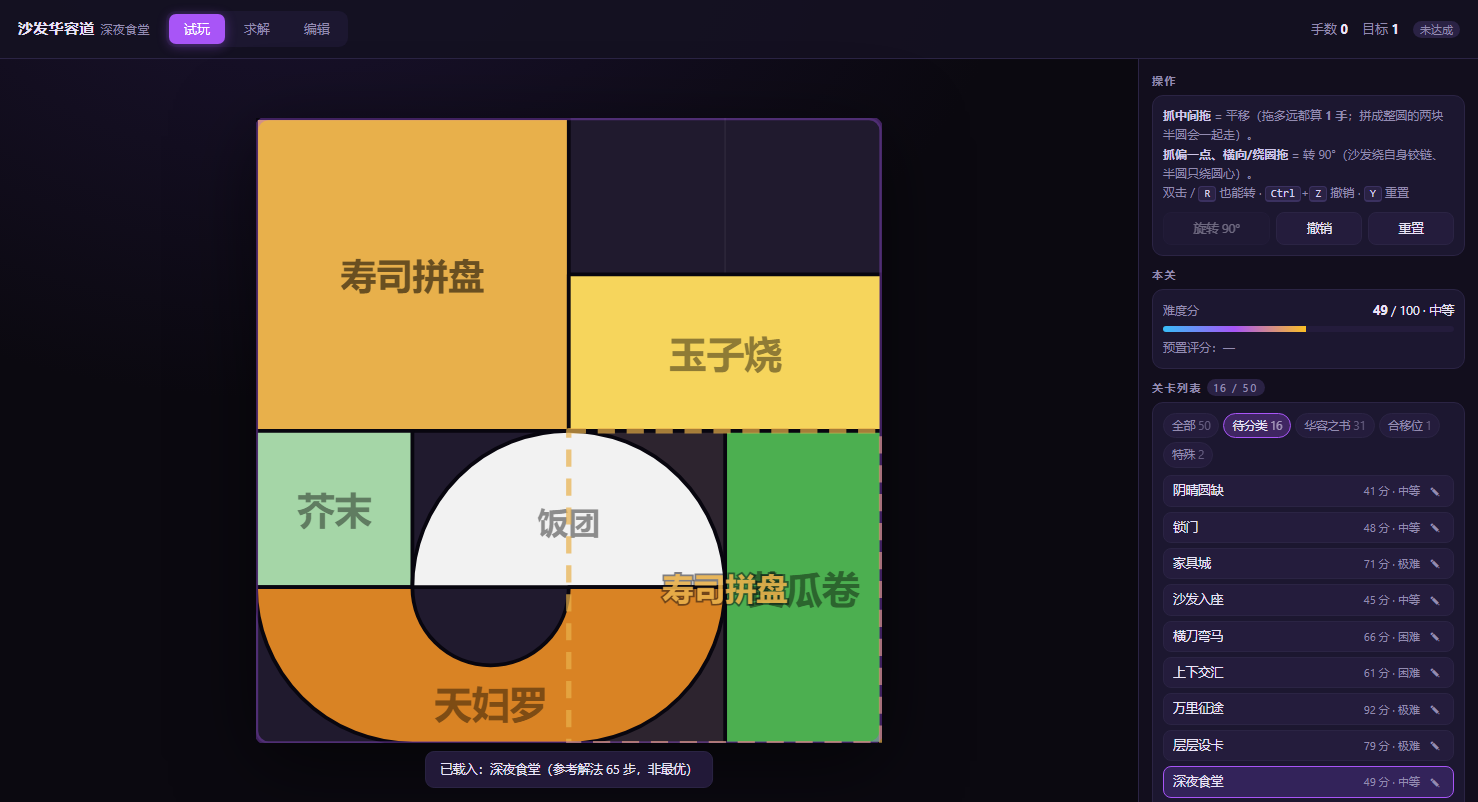 沙发华容道 深夜食堂 试玩 求解 编辑 手数 0 目标 1 未达成
操作
抓中间拖 = 平移（拖多远都算 1 手；拼成整圆的两块
半圆会一起走）。
抓偏一点、横向/绕圆拖 = 转 90°（沙发绕自身铰链、
半圆只绕圆心）。
双击 / R 也能转 · Ctrl + Z 撤销 · Y 重置
旋转 90° 撤销 重置
本关
难度分 49 / 100 · 中等
预置评分：—
关卡列表 16 / 50
全部 50 待分类 16 华容之书 31 合移位 1
特殊 2
阴晴圆缺 41 分 · 中等
锁门 48 分 · 中等
家具城 71 分 · 极难
沙发入座 45 分 · 中等
横刀弯马 66 分 · 困难
上下交汇 61 分 · 困难
万里征途 92 分 · 极难
层层设卡 79 分 · 极难
深夜食堂 49 分 · 中等
寿司拼盘
玉子烧
芥末
饭团
寿司拼盘
瓜卷
天妇罗
已载入：深夜食堂（参考解法 65 步，非最优）